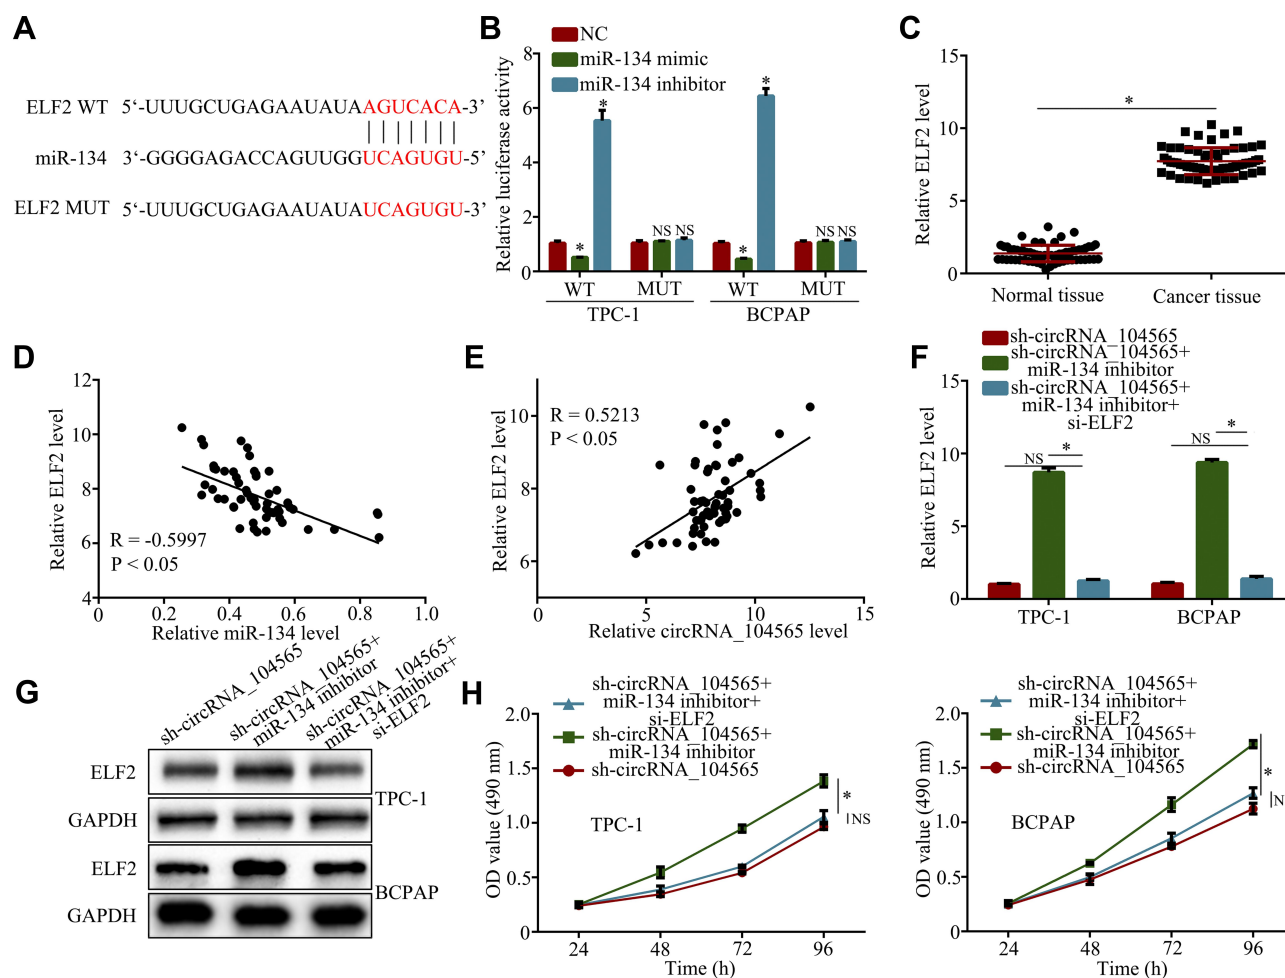 A
ELF2 WT 5‘-UUUGCUGAGAAUAUAAGUCACA-3’
miR-134 3‘-GGGGAGACCAGUUGGUCAGUGU-5’
ELF2 MUT 5‘-UUUGCUGAGAAUAUAUCAGUGU-3’
B
NC
miR-134 mimic
miR-134 inhibitor
Relative luciferase activity
8
6
4
2
0
*
*
NS NS
*
*
NS NS
WT MUT WT MUT
TPC-1 BCPAP
C
Relative ELF2 level
15
10
5
0
*
Normal tissue Cancer tissue
D
Relative ELF2 level
12
10
8
6
4
R = -0.5997
P < 0.05
0 0.2 0.4 0.6 0.8 1.0
Relative miR-134 level
E
Relative ELF2 level
10
8
6
R = 0.5213
P < 0.05
0 5 10 15
Relative circRNA_104565 level
F
sh-circRNA_104565
sh-circRNA_104565+
miR-134 inhibitor
sh-circRNA_104565+
miR-134 inhibitor+
si-ELF2
Relative ELF2 level
15
10
5
0
NS *
NS *
TPC-1 BCPAP
G
sh-circRNA_104565
sh-circRNA_104565+
miR-134 inhibitor
sh-circRNA_104565+
miR-134 inhibitor+
si-ELF2
ELF2
GAPDH
TPC-1
ELF2
GAPDH
BCPAP
H
sh-circRNA_104565+
miR-134 inhibitor+
si-ELF2
sh-circRNA_104565+
miR-134 inhibitor
sh-circRNA_104565
OD value (490 nm)
2.0
1.5
1.0
0.5
0
TPC-1
*
NS
24 48 72 96
Time (h)
sh-circRNA_104565+
miR-134 inhibitor+
si-ELF2
sh-circRNA_104565+
miR-134 inhibitor
sh-circRNA_104565
OD value (490 nm)
2.0
1.5
1.0
0.5
0
BCPAP
*
N
24 48 72 96
Time (h)